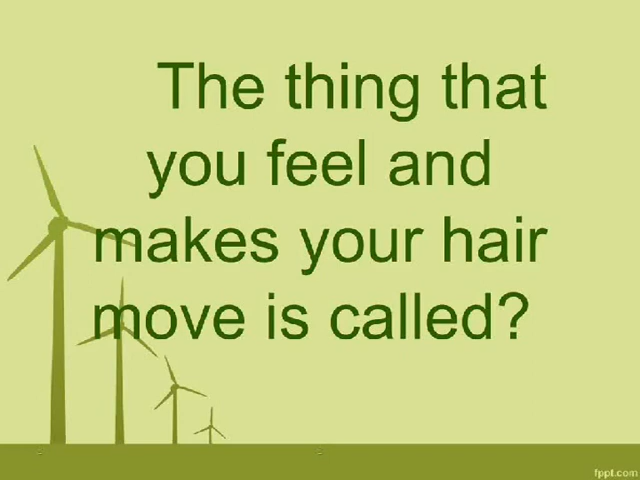 The thing that
you feel and
makes your hair
move is called?
fppt.com